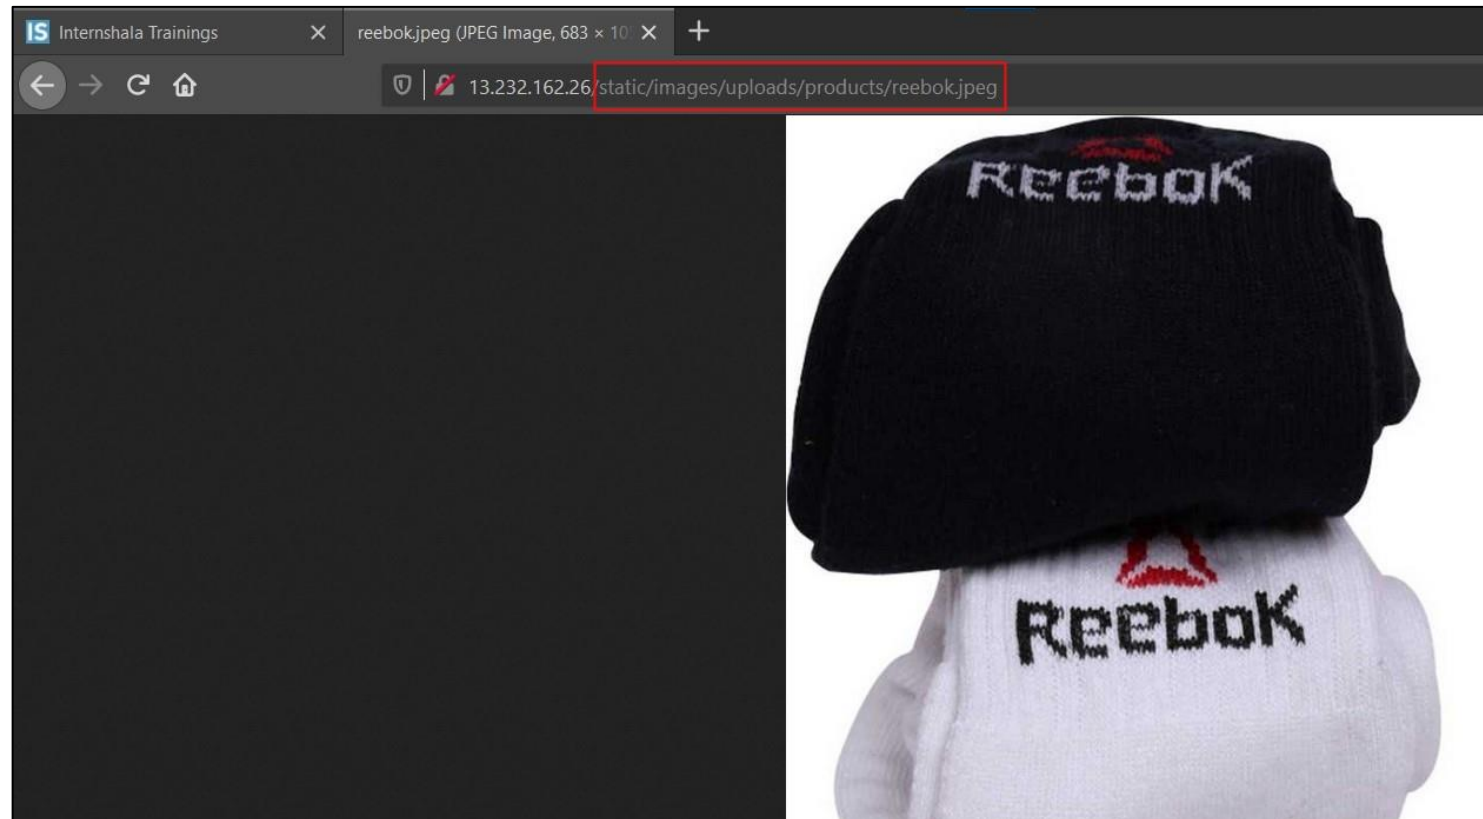 IS Internshala Trainings
reebok.jpeg (JPEG Image, 683 × 10
13.232.162.26/static/images/uploads/products/reebok.jpeg
ReeboK
ReeboK